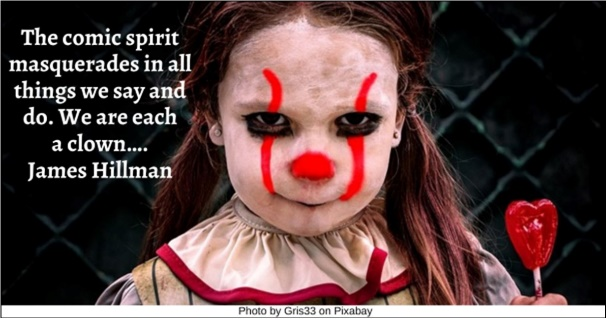 The comic spirit
masquerades in all
things we say and
do. We are each
a clown....
James Hillman
Photo by Gris33 on Pixabay